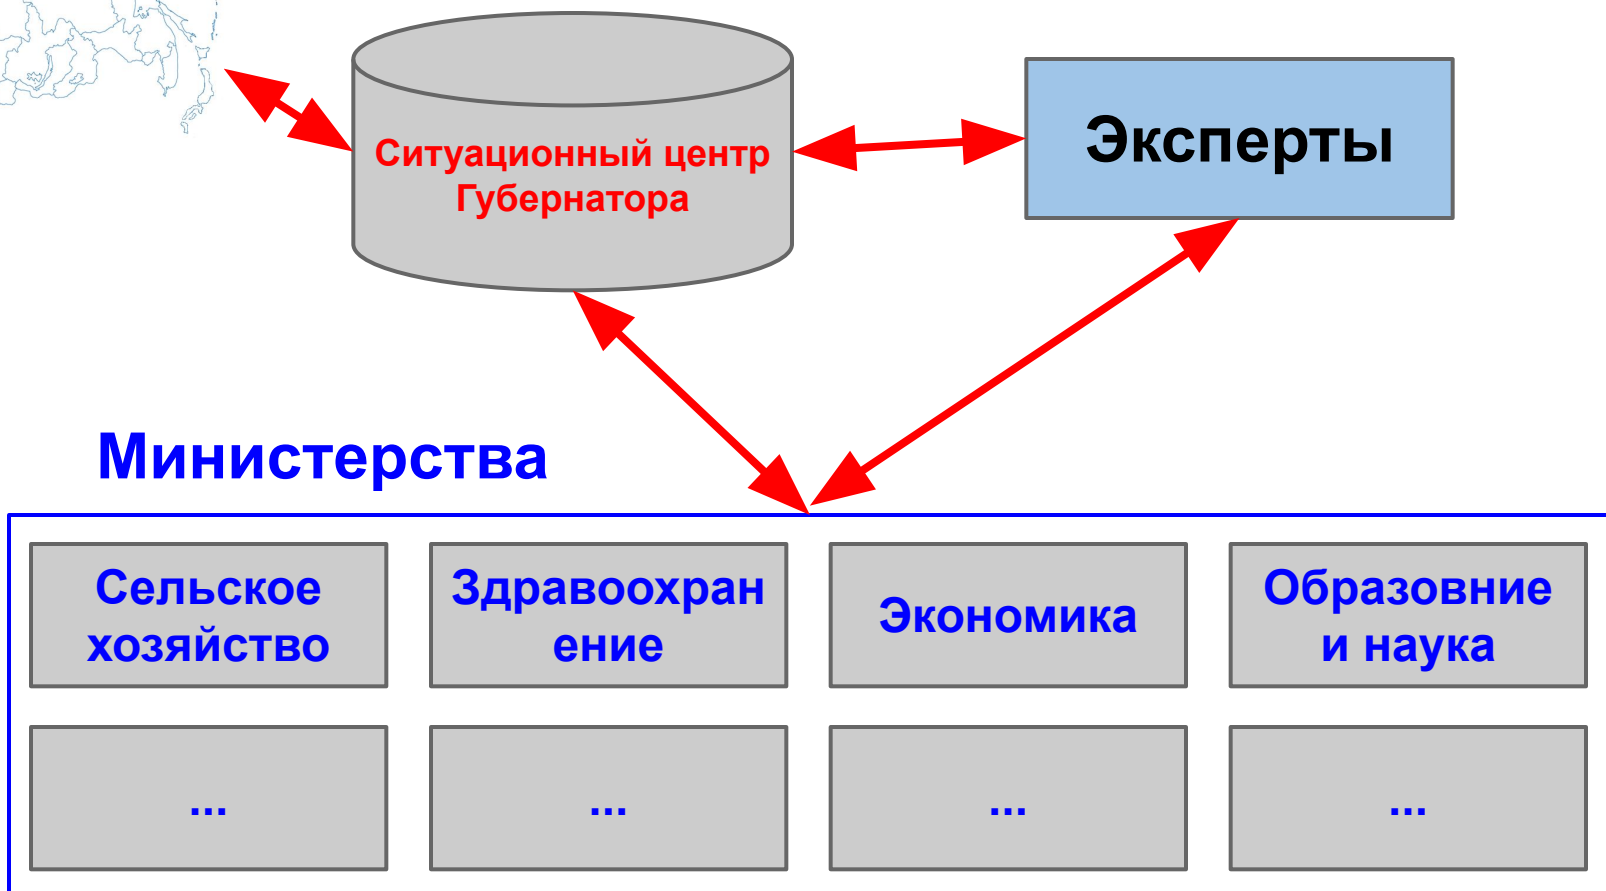 Ситуационный центр
Губернатора
Эксперты
Министерства
Сельское
хозяйство
Здравоохран
ение
Экономика
Образовние
и наука
...
...
...
...